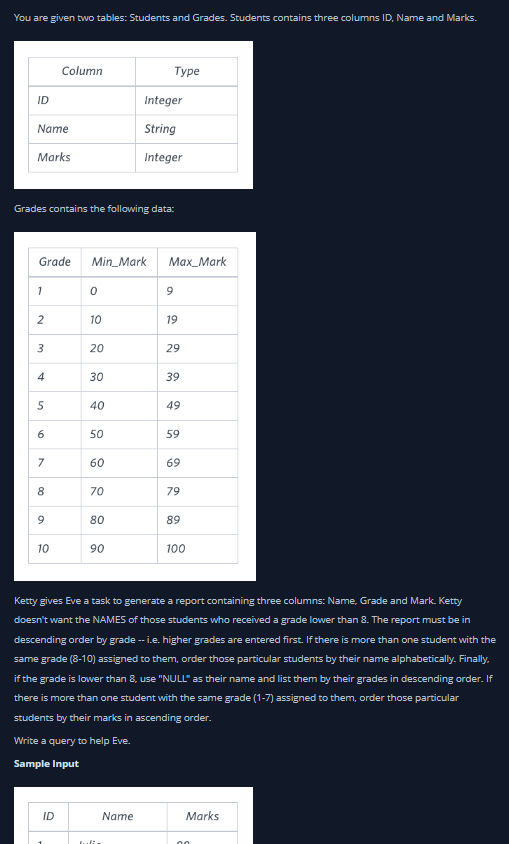 You are given two tables: Students and Grades. Students contains three columns ID, Name and Marks.
Column Type
ID Integer
Name String
Marks Integer
Grades contains the following data:
Grade Min_Mark Max_Mark
1 0 9
2 10 19
3 20 29
4 30 39
5 40 49
6 50 59
7 60 69
8 70 79
9 80 89
10 90 100
Ketty gives Eve a task to generate a report containing three columns: Name, Grade and Mark. Ketty
doesn't want the NAMES of those students who received a grade lower than 8. The report must be in
descending order by grade -- i.e. higher grades are entered first. If there is more than one student with the
same grade (8-10) assigned to them, order those particular students by their name alphabetically. Finally,
if the grade is lower than 8, use "NULL" as their name and list them by their grades in descending order. If
there is more than one student with the same grade (1-7) assigned to them, order those particular
students by their marks in ascending order.
Write a query to help Eve.
Sample Input
ID Name Marks